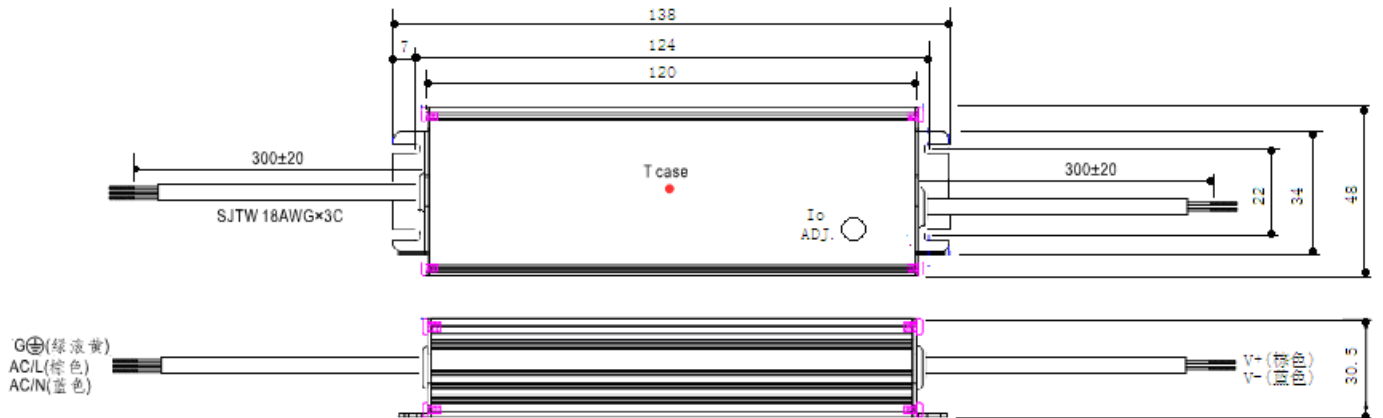 138
7
124
120
300±20
T case
300±20
SJTW 18AWG×3C
Io
ADJ.
22
34
48
G(绿滚黄)
AC/L(棕色)
AC/N(蓝色)
V+(棕色)
V-(蓝色)
30.5